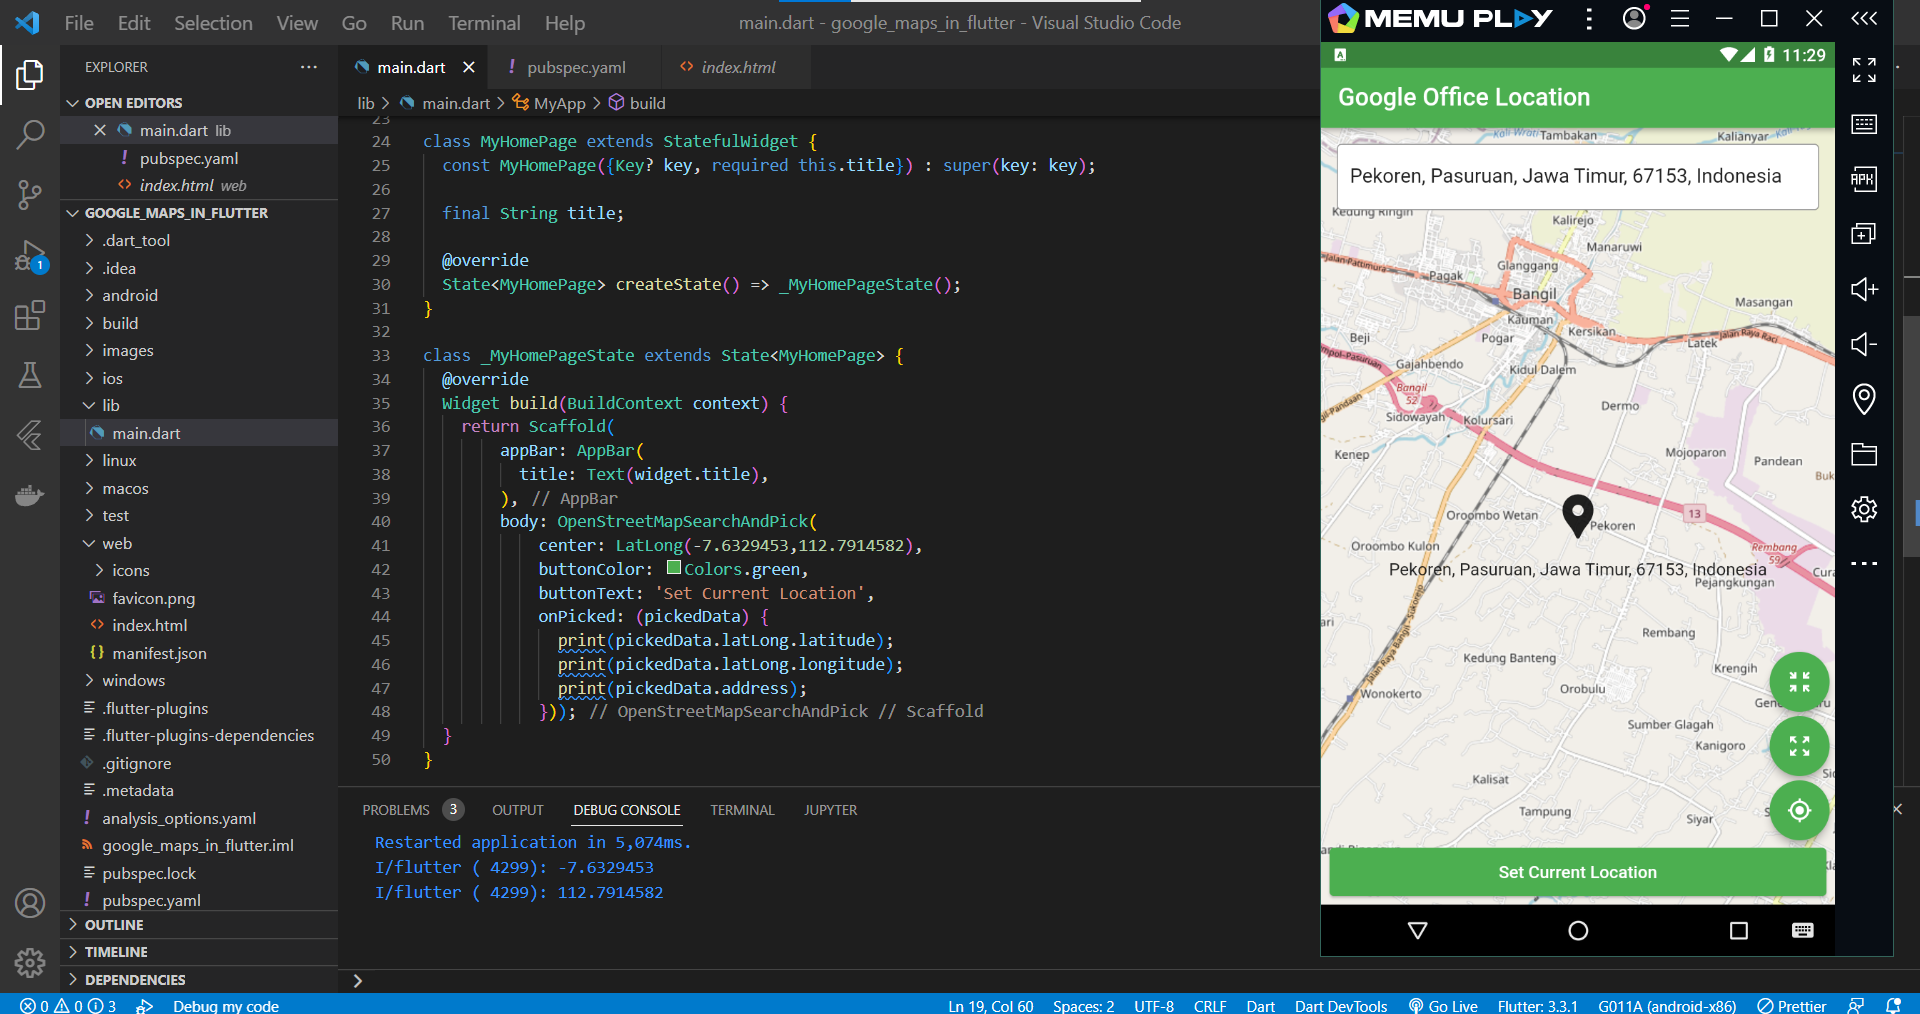 File Edit Selection View Go Run Terminal Help
main.dart - google_maps_in_flutter - Visual Studio Code
EXPLORER
OPEN EDITORS
main.dart lib
pubspec.yaml
index.html web
GOOGLE_MAPS_IN_FLUTTER
.dart_tool
.idea
android
build
images
ios
lib
main.dart
linux
macos
test
web
icons
favicon.png
index.html
manifest.json
windows
.flutter-plugins
.flutter-plugins-dependencies
.gitignore
.metadata
analysis_options.yaml
google_maps_in_flutter.iml
pubspec.lock
pubspec.yaml
OUTLINE
TIMELINE
DEPENDENCIES
1
main.dart pubspec.yaml index.html
lib > main.dart > MyApp > build
23
24 class MyHomePage extends StatefulWidget {
25 const MyHomePage({Key? key, required this.title}) : super(key: key);
26
27 final String title;
28
29 @override
30 State<MyHomePage> createState() => _MyHomePageState();
31 }
32
33 class _MyHomePageState extends State<MyHomePage> {
34 @override
35 Widget build(BuildContext context) {
36 return Scaffold(
37 appBar: AppBar(
38 title: Text(widget.title),
39 ), // AppBar
40 body: OpenStreetMapSearchAndPick(
41 center: LatLong(-7.6329453,112.7914582),
42 buttonColor: Colors.green,
43 buttonText: 'Set Current Location',
44 onPicked: (pickedData) {
45 print(pickedData.latLong.latitude);
46 print(pickedData.latLong.longitude);
47 print(pickedData.address);
48 })); // OpenStreetMapSearchAndPick // Scaffold
49 }
50 }
PROBLEMS 3 OUTPUT DEBUG CONSOLE TERMINAL JUPYTER
Restarted application in 5,074ms.
I/flutter ( 4299): -7.6329453
I/flutter ( 4299): 112.7914582
0 0 3 Debug my code
Ln 19, Col 60 Spaces: 2 UTF-8 CRLF Dart Dart DevTools Go Live Flutter: 3.3.1 G011A (android-x86) Prettier
MEMU PLAY
11:29
Google Office Location
Kali Wrati Tambakan Kalianyar
Pekoren, Pasuruan, Jawa Timur, 67153, Indonesia
Kedung Ringin
Kalirejo
Manaruwi
Jalan Pattimura
Pagak
Glanggang
Bangil
Masangan
Kauman
Kersikan
Jalan Raya Raci
Beji
Pogar
Latek
Gajahbendo
Kidul Dalem
Bangil
52
Dermo
Sidowayah
Kolursari
Kenep
Mojoparon
Pandean
Oroombo Wetan
13
Pekoren
Oroombo Kulon
Rembang
59
Pekoren, Pasuruan, Jawa Timur, 67153, Indonesia
Pejangkungan
Rembang
Kedung Banteng
Krengih
Wonokerto
Orobulu
Sumber Glagah
Kanigoro
Kalisat
Tampung
Siyar
Set Current Location
APK